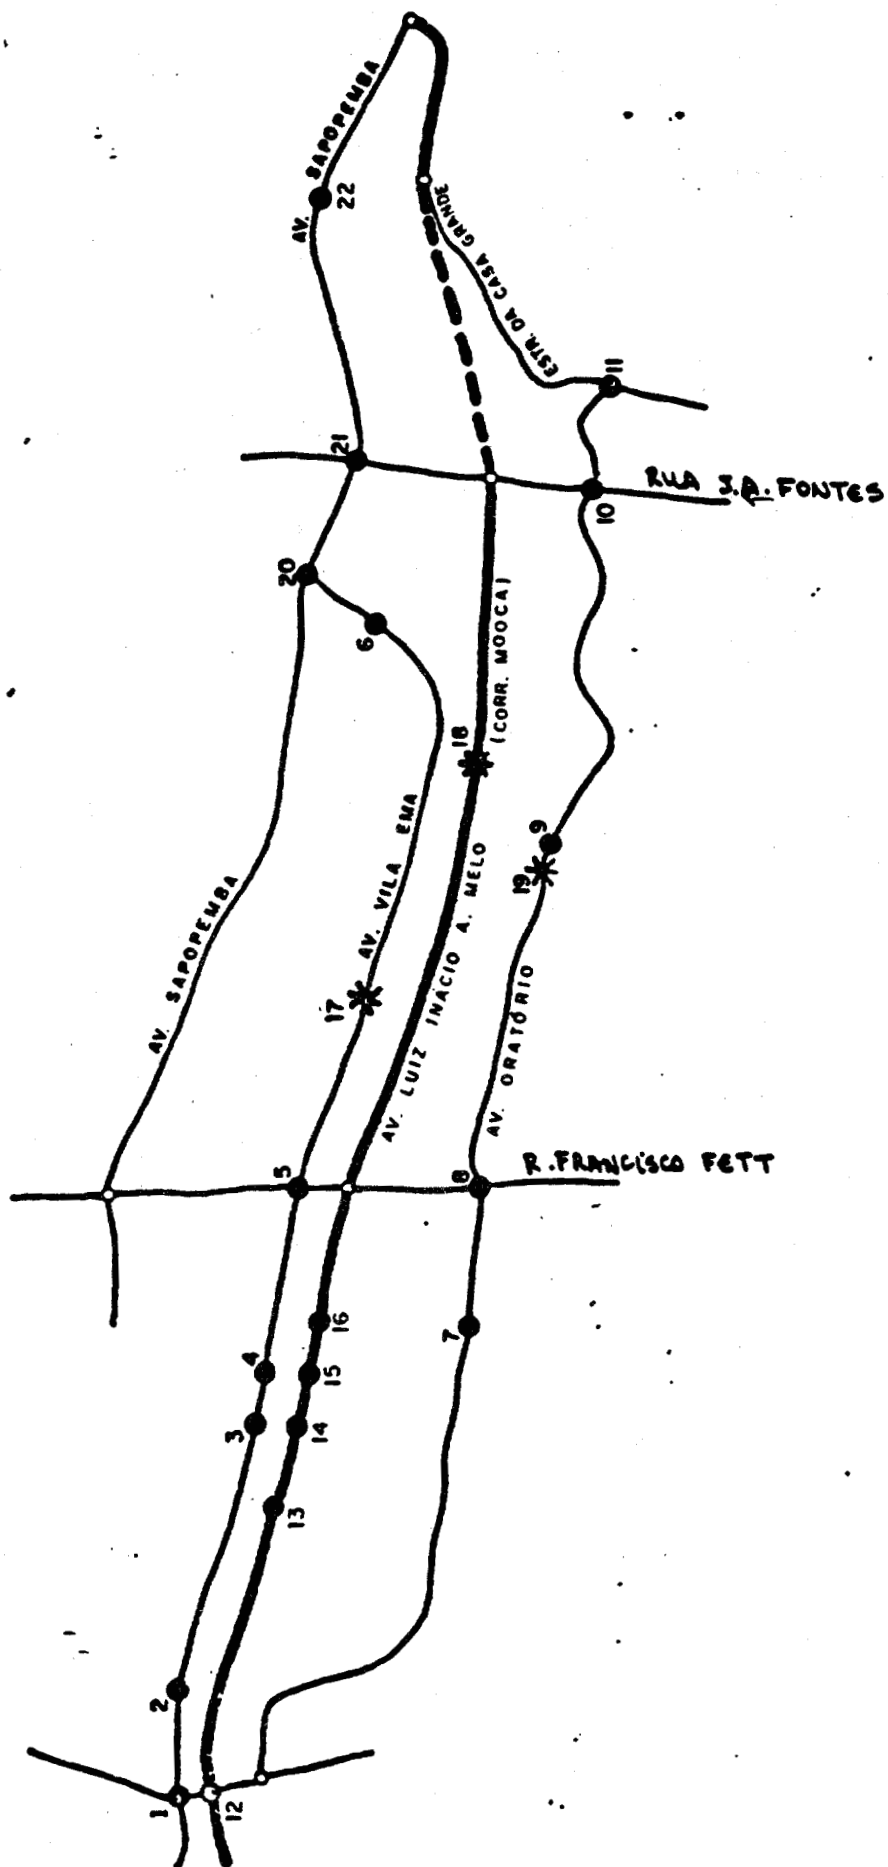 AV. SAPOPEMBA
22
ESTR. DA CASA GRANDE
11
21
RUA J.A. FONTES
10
20
6
(CORR. MOOCA)
18
9
19
AV. VILA EMA
AV. SAPOPEMBA
17
AV. LUIZ INÁCIO A. MELO
AV. ORATÓRIO
5
8
R. FRANCISCO FETT
16
7
4
15
3
14
13
2
1
12